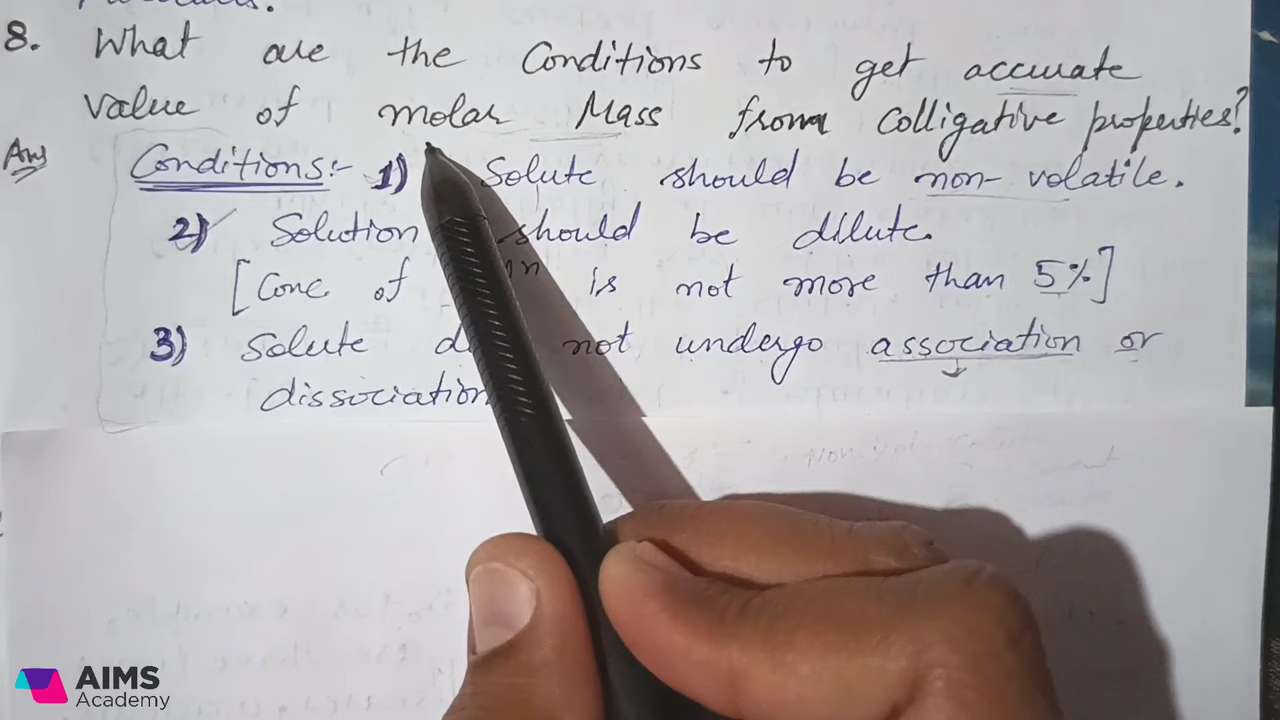 8. What are the Conditions to get accurate
value of molar Mass from colligative properties?
Ans Conditions:- 1) Solute should be non-volatile.
2) Solution should be dilute.
[Conc of is not more than 5%]
3) Solute not undergo association or
dissociation
AIMS
Academy